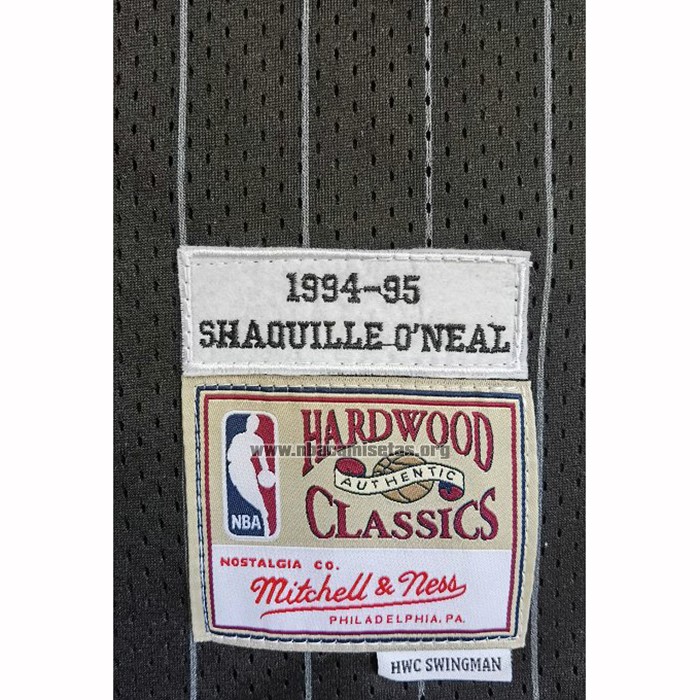 1994-95
SHAQUILLE O'NEAL
www.nbacamisetas.org
HARDWOOD
AUTHENTIC
CLASSICS
NBA
NOSTALGIA CO.
Mitchell & Ness
PHILADELPHIA, PA.
HWC SWINGMAN